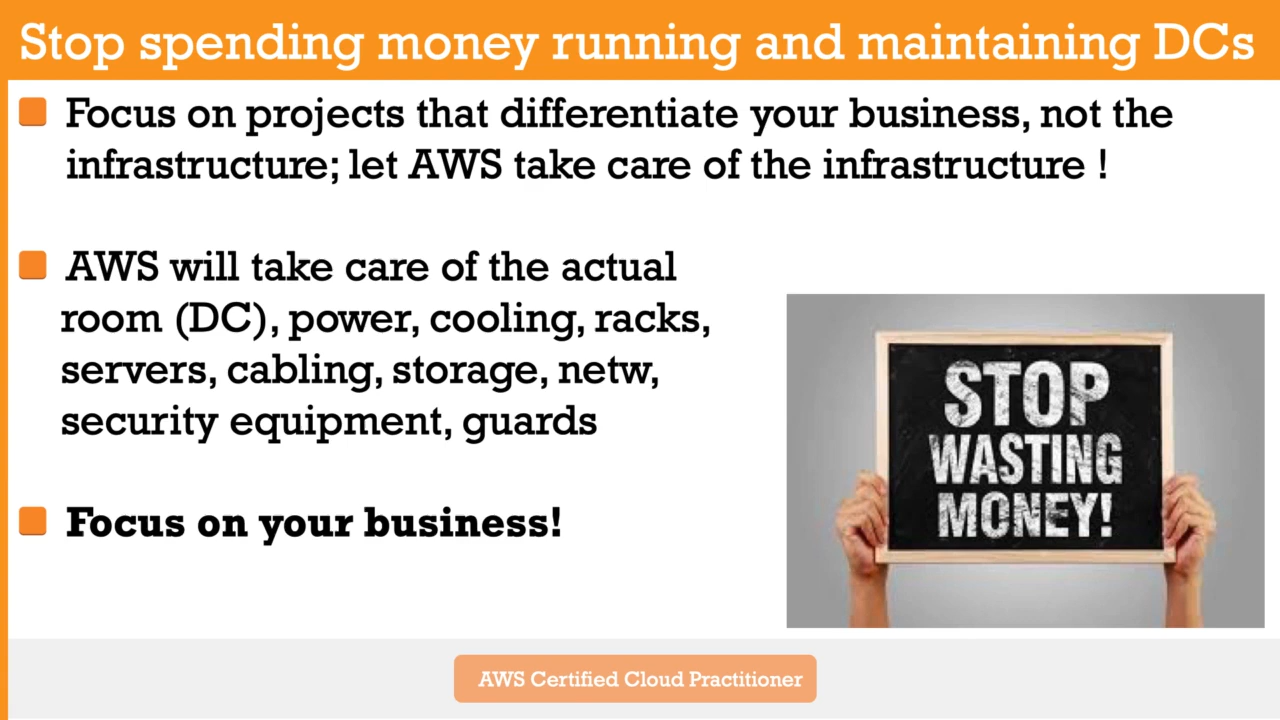 Stop spending money running and maintaining DCs
Focus on projects that differentiate your business, not the
infrastructure; let AWS take care of the infrastructure !
AWS will take care of the actual
room (DC), power, cooling, racks,
servers, cabling, storage, netw,
security equipment, guards
Focus on your business!
STOP
WASTING
MONEY!
AWS Certified Cloud Practitioner